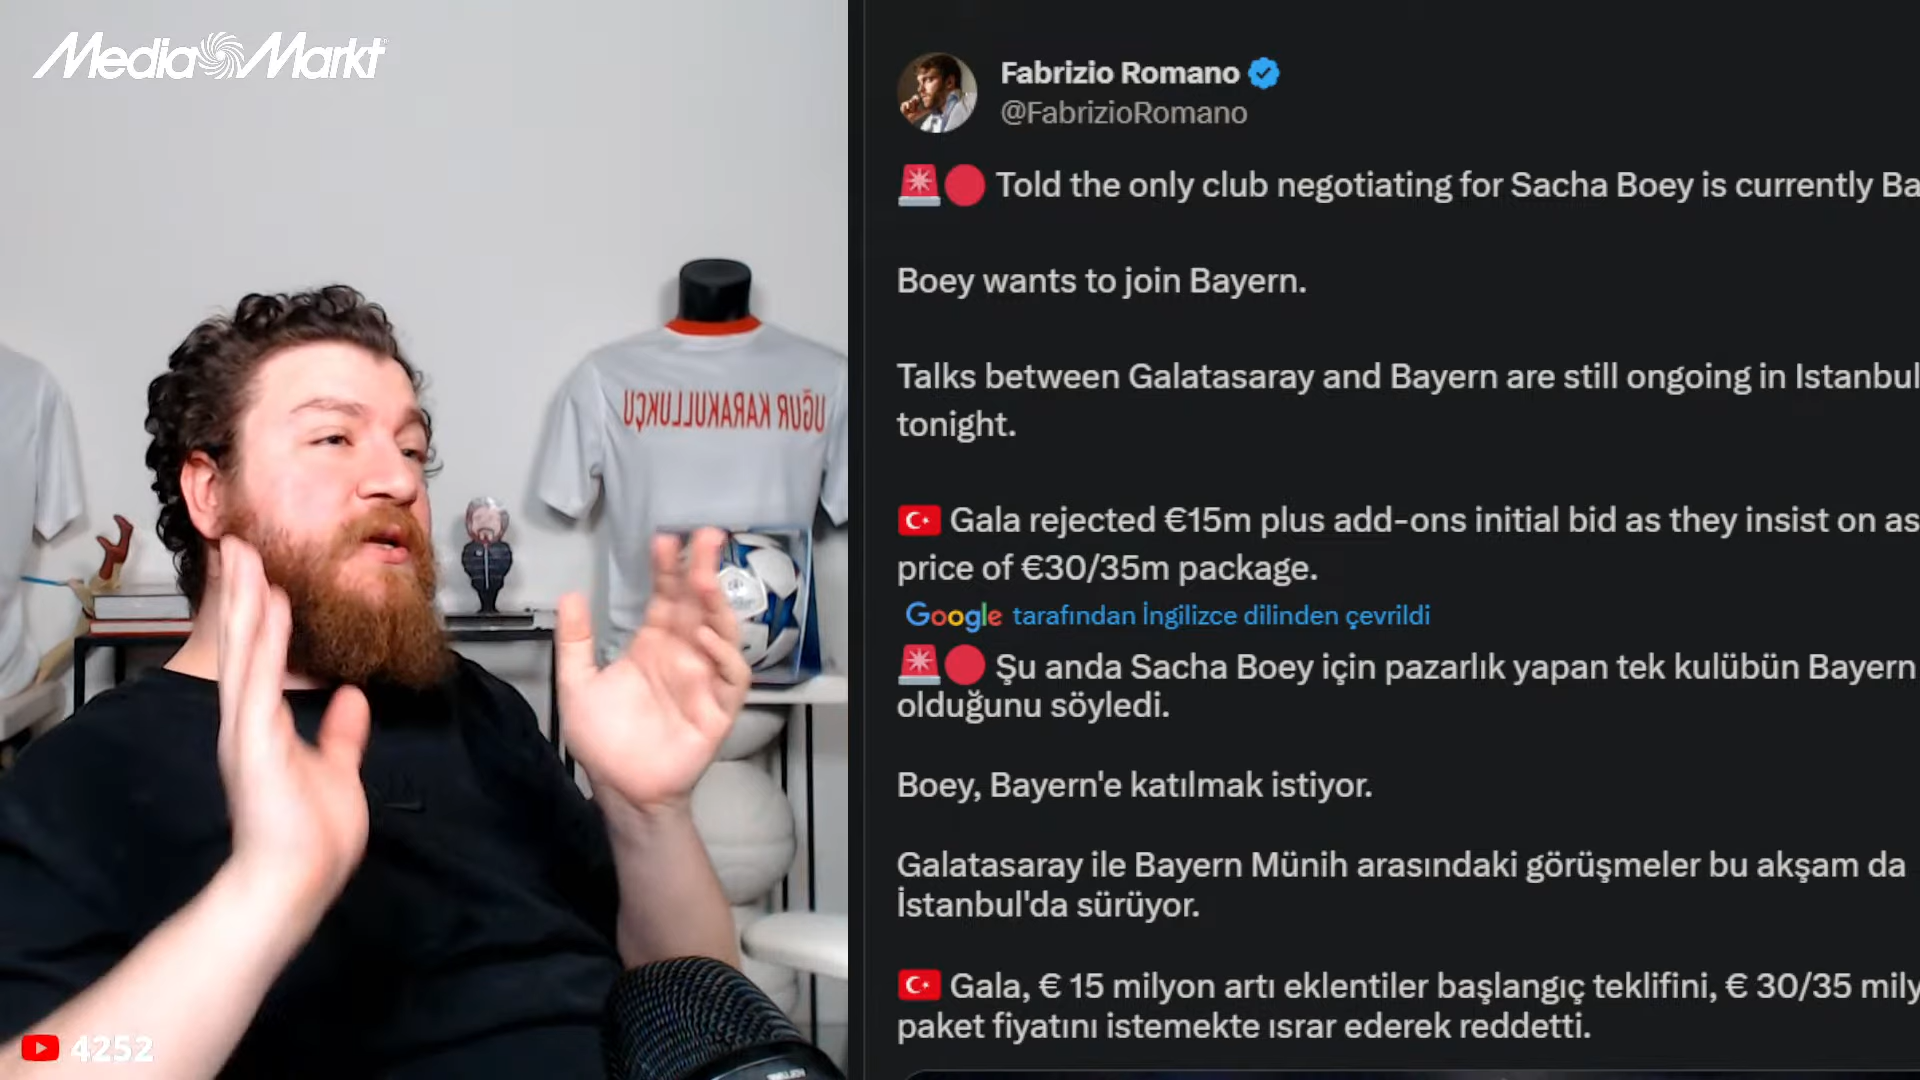 MediaMarkt
UĞUR KARAKULLUKÇU
4252
Fabrizio Romano
@FabrizioRomano
Told the only club negotiating for Sacha Boey is currently Ba
Boey wants to join Bayern.
Talks between Galatasaray and Bayern are still ongoing in Istanbul
tonight.
Gala rejected €15m plus add-ons initial bid as they insist on as
price of €30/35m package.
Google tarafından İngilizce dilinden çevrildi
Şu anda Sacha Boey için pazarlık yapan tek kulübün Bayern
olduğunu söyledi.
Boey, Bayern'e katılmak istiyor.
Galatasaray ile Bayern Münih arasındaki görüşmeler bu akşam da
İstanbul'da sürüyor.
Gala, € 15 milyon artı eklentiler başlangıç teklifini, € 30/35 mily
paket fiyatını istemekte ısrar ederek reddetti.